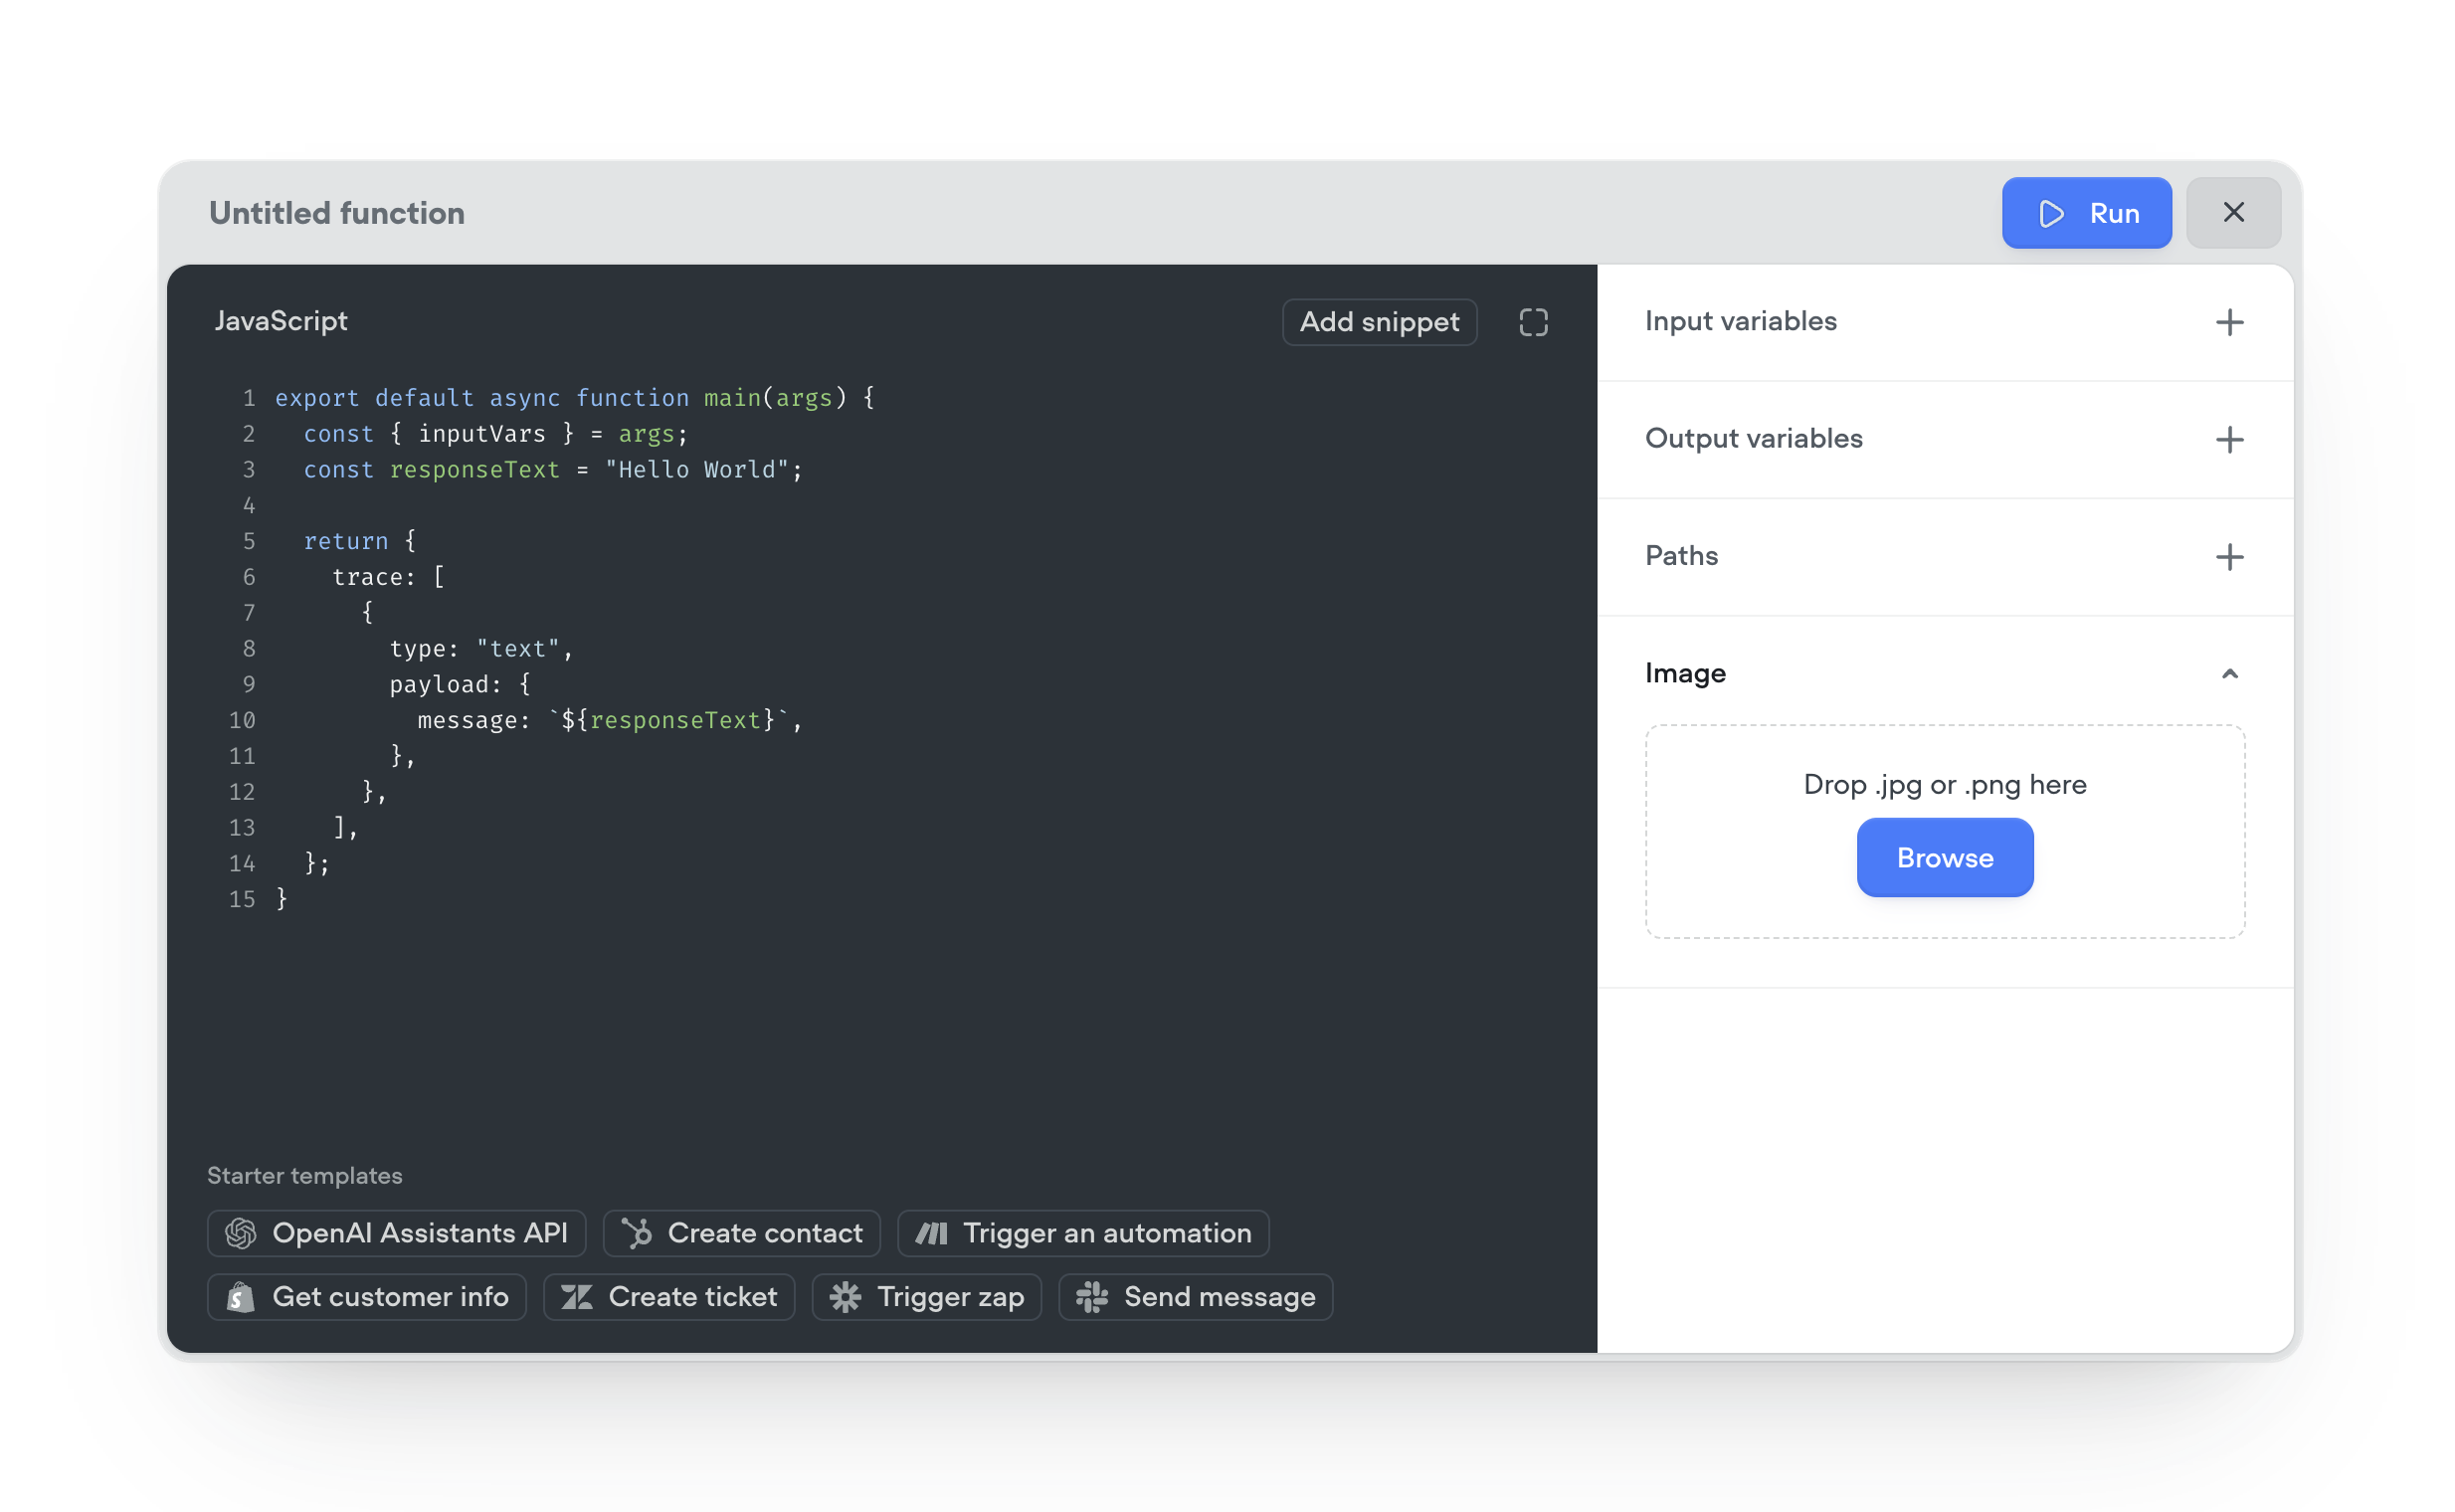 Untitled function
Run
JavaScript
Add snippet
1 export default async function main(args) {
2   const { inputVars } = args;
3   const responseText = "Hello World";
4
5   return {
6     trace: [
7       {
8         type: "text",
9         payload: {
10           message: `${responseText}`,
11         },
12       },
13     ],
14   };
15 }
Starter templates
OpenAI Assistants API Create contact Trigger an automation
Get customer info Create ticket Trigger zap Send message
Input variables
Output variables
Paths
Image
Drop .jpg or .png here
Browse